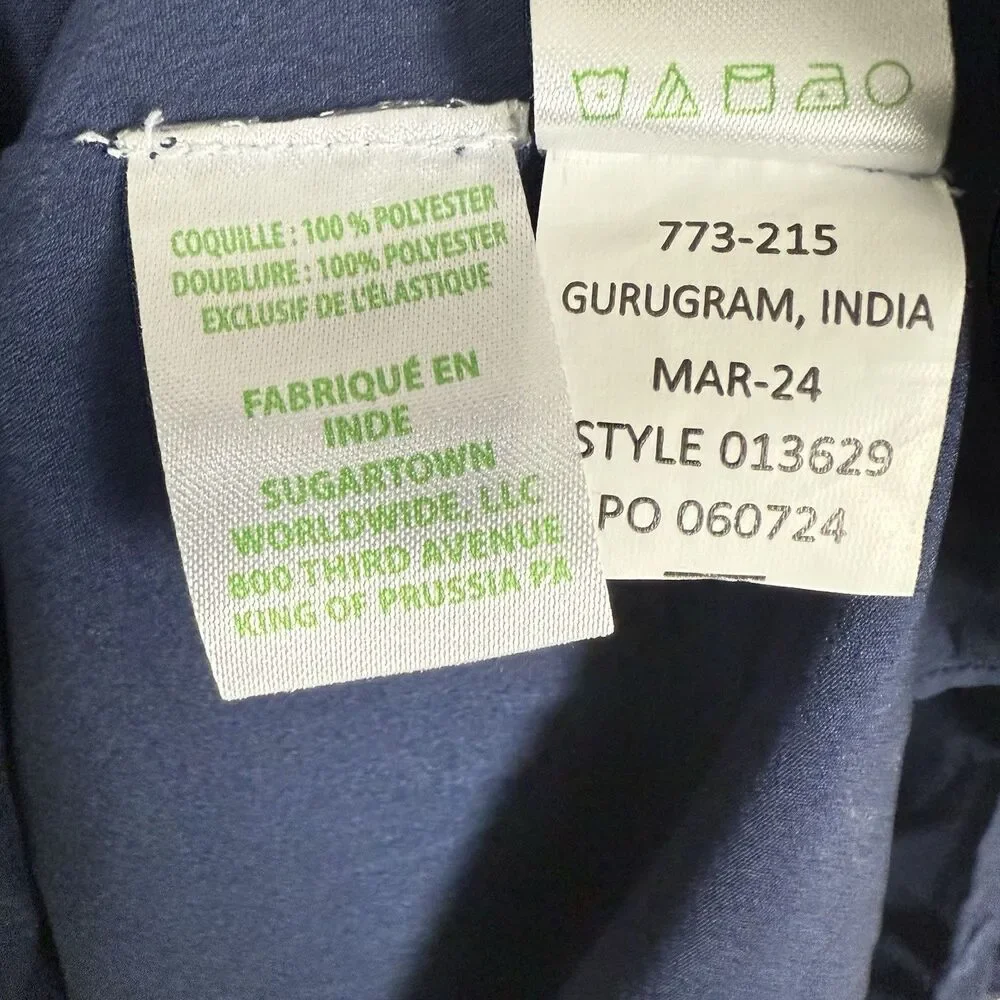 COQUILLE : 100 % POLYESTER
DOUBLURE : 100% POLYESTER
EXCLUSIF DE L'ÉLASTIQUE
FABRIQUÉ EN
INDE
SUGARTOWN
WORLDWIDE, LLC
800 THIRD AVENUE
KING OF PRUSSIA PA
773-215
GURUGRAM, INDIA
MAR-24
STYLE 013629
PO 060724